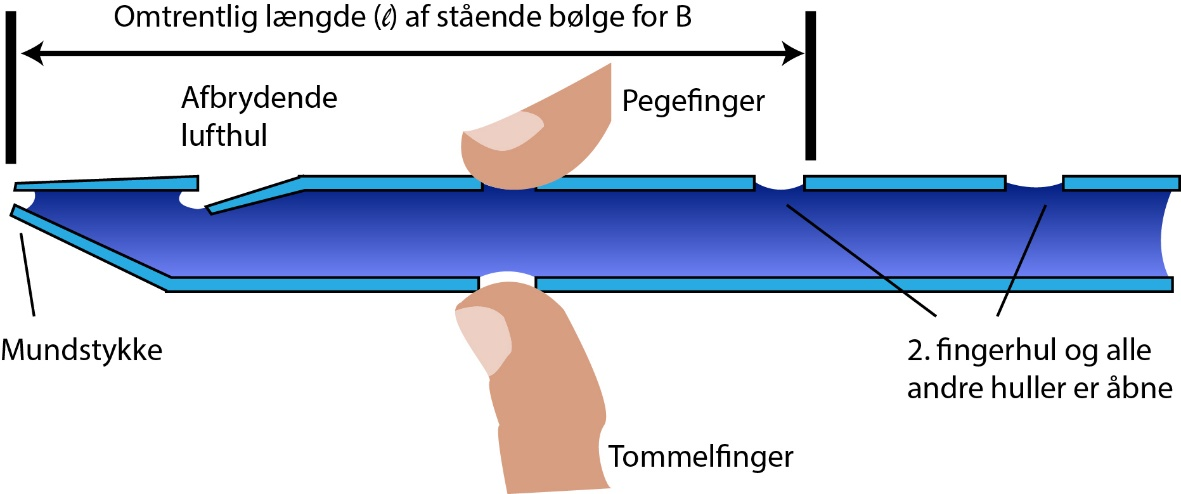 Omtrentlig længde (ℓ) af stående bølge for B
Afbrydende
lufthul
Pegefinger
Mundstykke
2. fingerhul og alle
andre huller er åbne
Tommelfinger